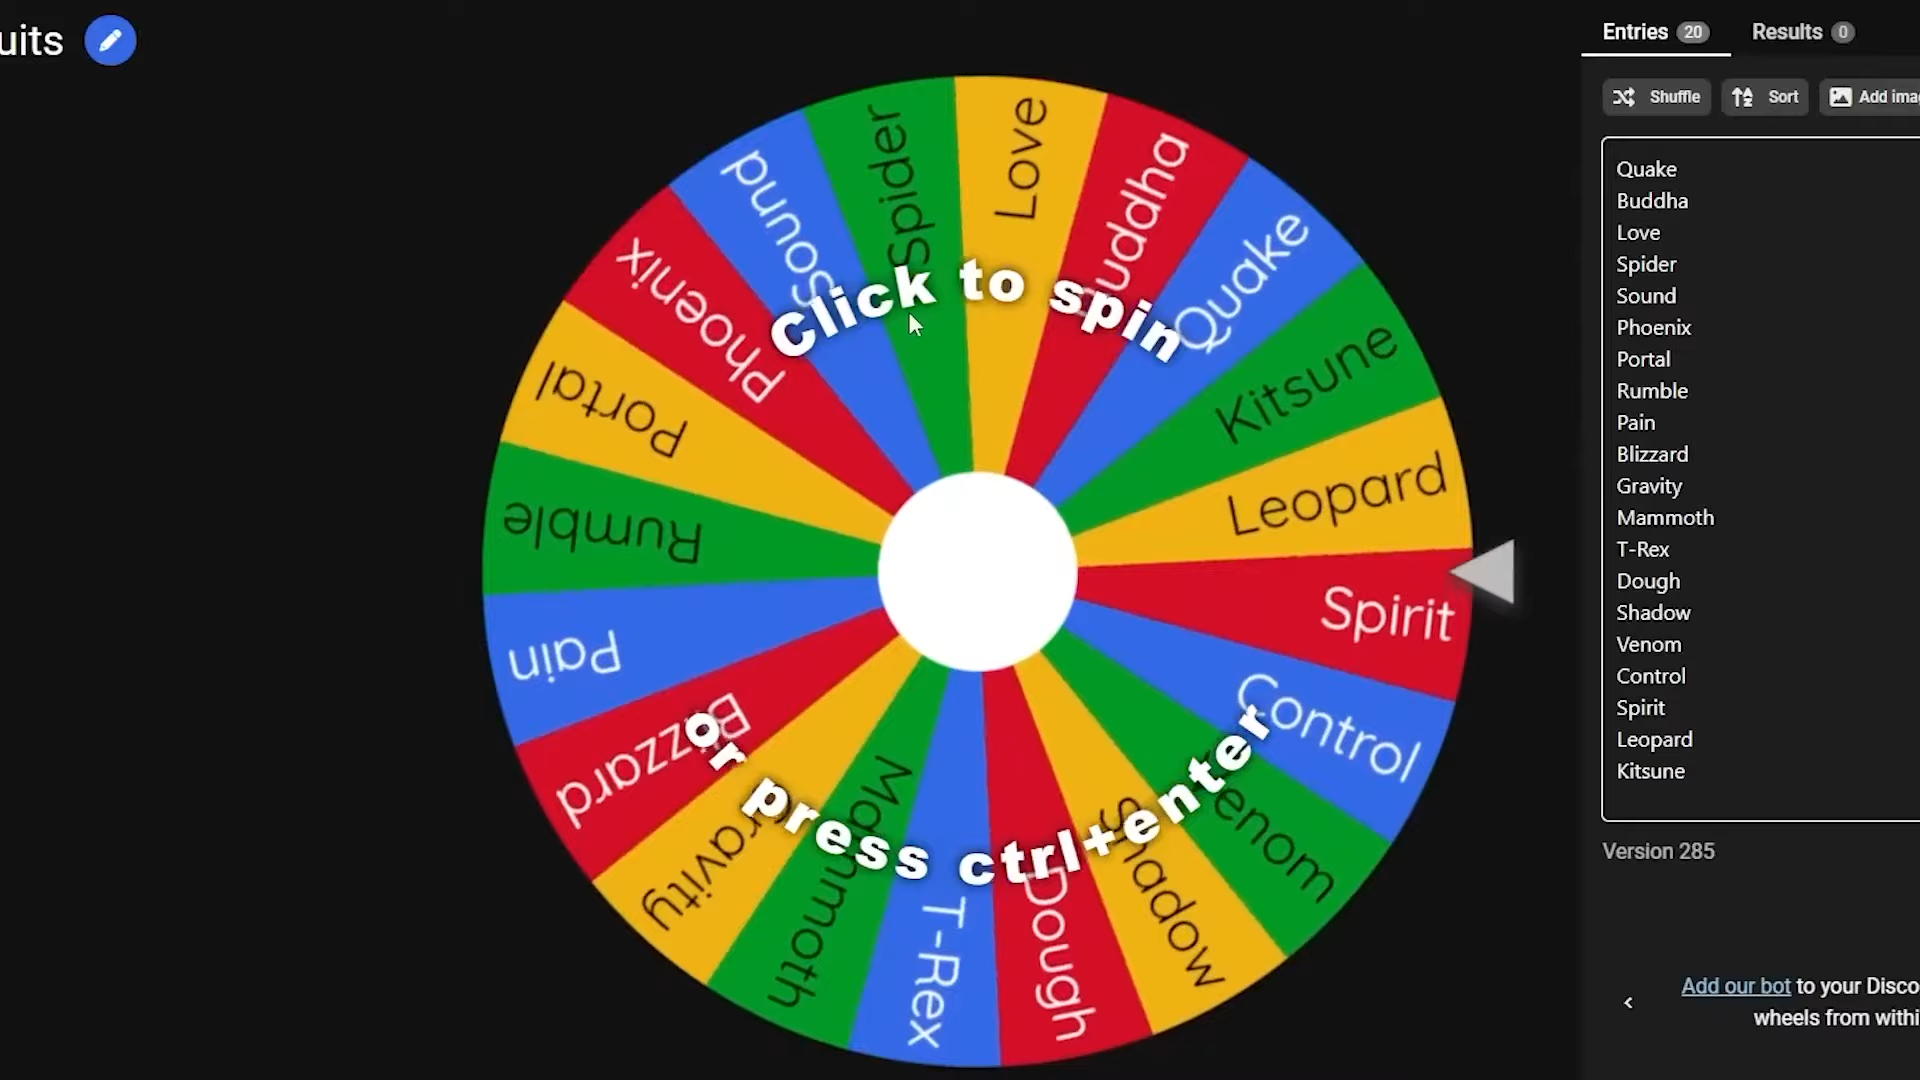 uits
Entries 20
Results 0
Shuffle
Sort
Add ima
Love
Buddha
Quake
Kitsune
Leopard
Spirit
Control
Venom
Shadow
Dough
T-Rex
Mammoth
Gravity
Blizzard
Pain
Rumble
Portal
Phoenix
Sound
Spider
Click to spin
or press ctrl+enter
Quake
Buddha
Love
Spider
Sound
Phoenix
Portal
Rumble
Pain
Blizzard
Gravity
Mammoth
T-Rex
Dough
Shadow
Venom
Control
Spirit
Leopard
Kitsune
Version 285
Add our bot to your Disco
wheels from withi